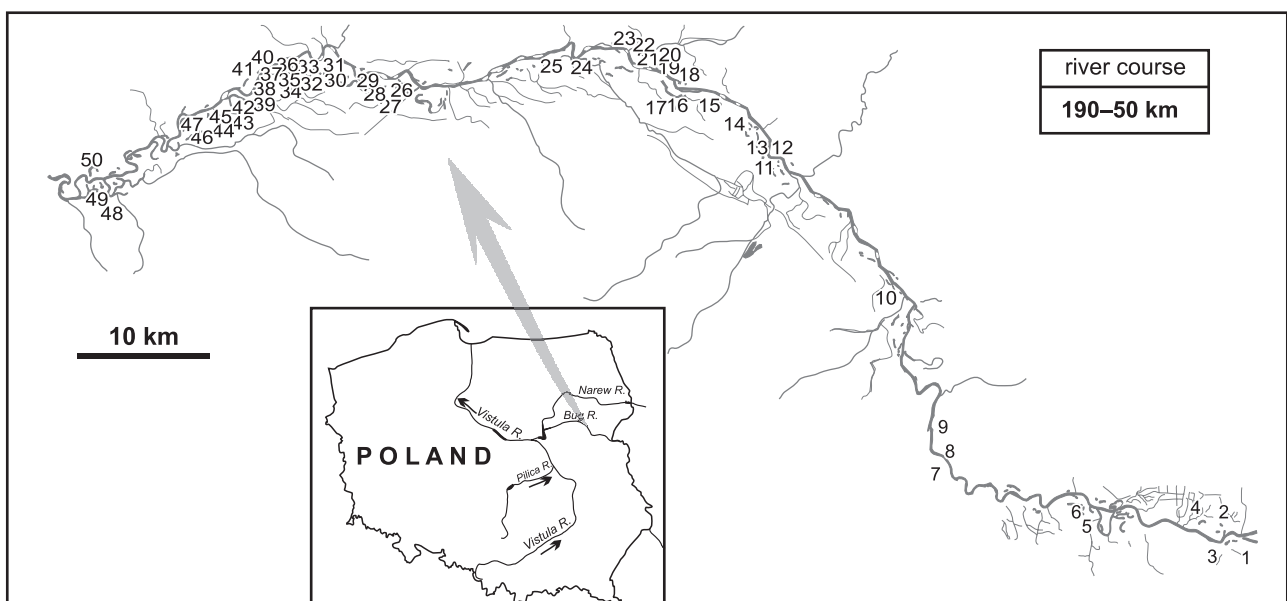 river course
190–50 km
23 22
21 20
19
18
25 24
17 16 15
14
13 12
11
10
9
8
7
6
5
4 2
3 1
40 36 33 31
41 37 35 32 30 29
38 34 28 26
42 39 27
47 45 43
46 44
50
49
48
10 km
POLAND
Narew R.
Bug R.
Vistula R.
Pilica R.
Vistula R.